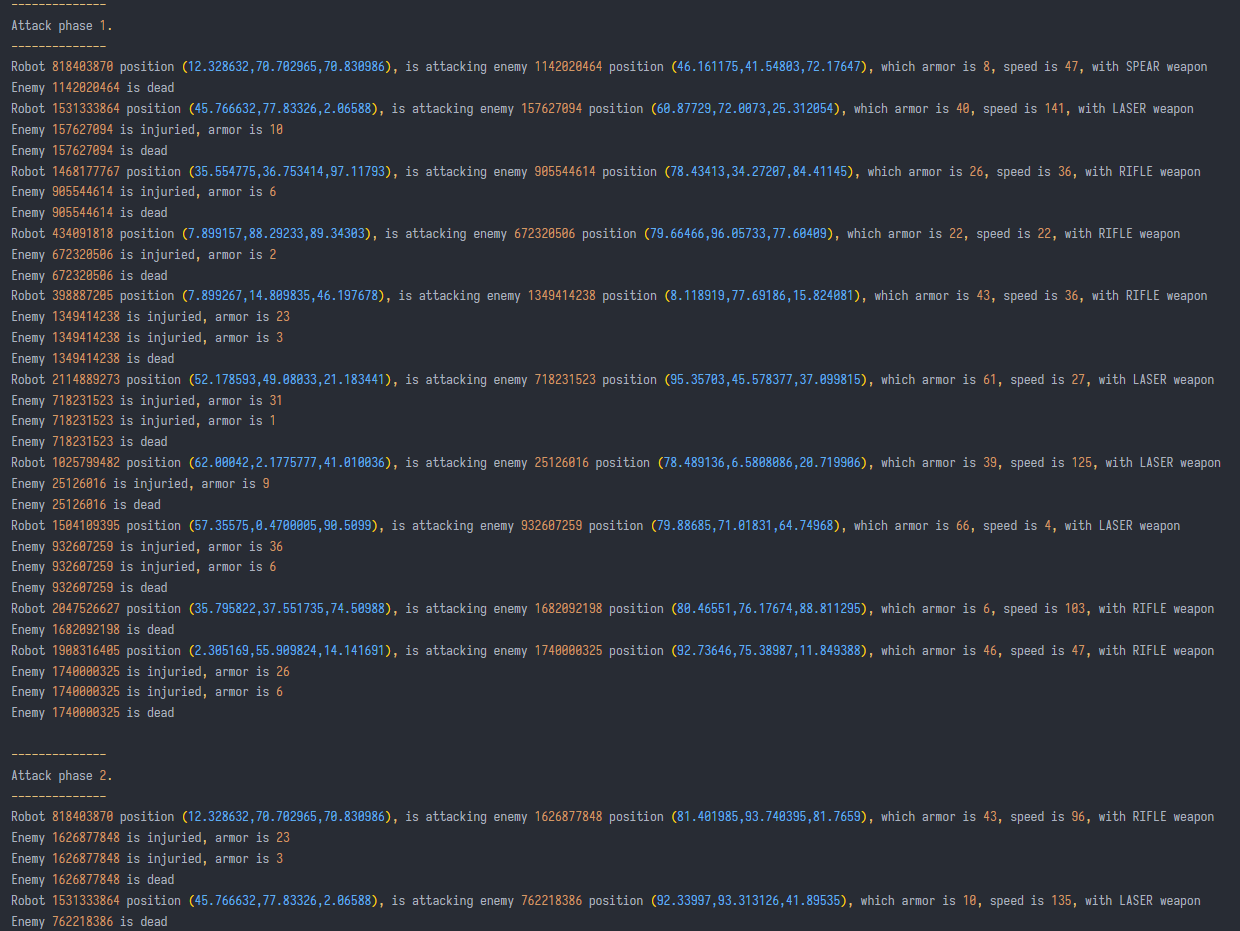 --------------
Attack phase 1.
--------------
Robot 818403870 position (12.328632,70.702965,70.830986), is attacking enemy 1142020464 position (46.161175,41.54803,72.17647), which armor is 8, speed is 47, with SPEAR weapon
Enemy 1142020464 is dead
Robot 1531333864 position (45.766632,77.83326,2.06588), is attacking enemy 157627094 position (60.87729,72.0073,25.312054), which armor is 40, speed is 141, with LASER weapon
Enemy 157627094 is injuried, armor is 10
Enemy 157627094 is dead
Robot 1468177767 position (35.554775,36.753414,97.11793), is attacking enemy 905544614 position (78.43413,34.27207,84.41145), which armor is 26, speed is 36, with RIFLE weapon
Enemy 905544614 is injuried, armor is 6
Enemy 905544614 is dead
Robot 434091818 position (7.899157,88.29233,89.34303), is attacking enemy 672320506 position (79.66466,96.05733,77.60409), which armor is 22, speed is 22, with RIFLE weapon
Enemy 672320506 is injuried, armor is 2
Enemy 672320506 is dead
Robot 398887205 position (7.899267,14.809835,46.197678), is attacking enemy 1349414238 position (8.118919,77.69186,15.824081), which armor is 43, speed is 36, with RIFLE weapon
Enemy 1349414238 is injuried, armor is 23
Enemy 1349414238 is injuried, armor is 3
Enemy 1349414238 is dead
Robot 2114889273 position (52.178593,49.08033,21.183441), is attacking enemy 718231523 position (95.35703,45.578377,37.099815), which armor is 61, speed is 27, with LASER weapon
Enemy 718231523 is injuried, armor is 31
Enemy 718231523 is injuried, armor is 1
Enemy 718231523 is dead
Robot 1025799482 position (62.00042,2.1775777,41.010036), is attacking enemy 25126016 position (78.489136,6.5808086,20.719906), which armor is 39, speed is 125, with LASER weapon
Enemy 25126016 is injuried, armor is 9
Enemy 25126016 is dead
Robot 1504109395 position (57.35575,0.4700005,90.5099), is attacking enemy 932607259 position (79.88685,71.01831,64.74968), which armor is 66, speed is 4, with LASER weapon
Enemy 932607259 is injuried, armor is 36
Enemy 932607259 is injuried, armor is 6
Enemy 932607259 is dead
Robot 2047526627 position (35.795822,37.551735,74.50988), is attacking enemy 1682092198 position (80.46551,76.17674,88.811295), which armor is 6, speed is 103, with RIFLE weapon
Enemy 1682092198 is dead
Robot 1908316405 position (2.305169,55.909824,14.141691), is attacking enemy 1740000325 position (92.73646,75.38987,11.849388), which armor is 46, speed is 47, with RIFLE weapon
Enemy 1740000325 is injuried, armor is 26
Enemy 1740000325 is injuried, armor is 6
Enemy 1740000325 is dead
--------------
Attack phase 2.
--------------
Robot 818403870 position (12.328632,70.702965,70.830986), is attacking enemy 1626877848 position (81.401985,93.740395,81.7659), which armor is 43, speed is 96, with RIFLE weapon
Enemy 1626877848 is injuried, armor is 23
Enemy 1626877848 is injuried, armor is 3
Enemy 1626877848 is dead
Robot 1531333864 position (45.766632,77.83326,2.06588), is attacking enemy 762218386 position (92.33997,93.313126,41.89535), which armor is 10, speed is 135, with LASER weapon
Enemy 762218386 is dead